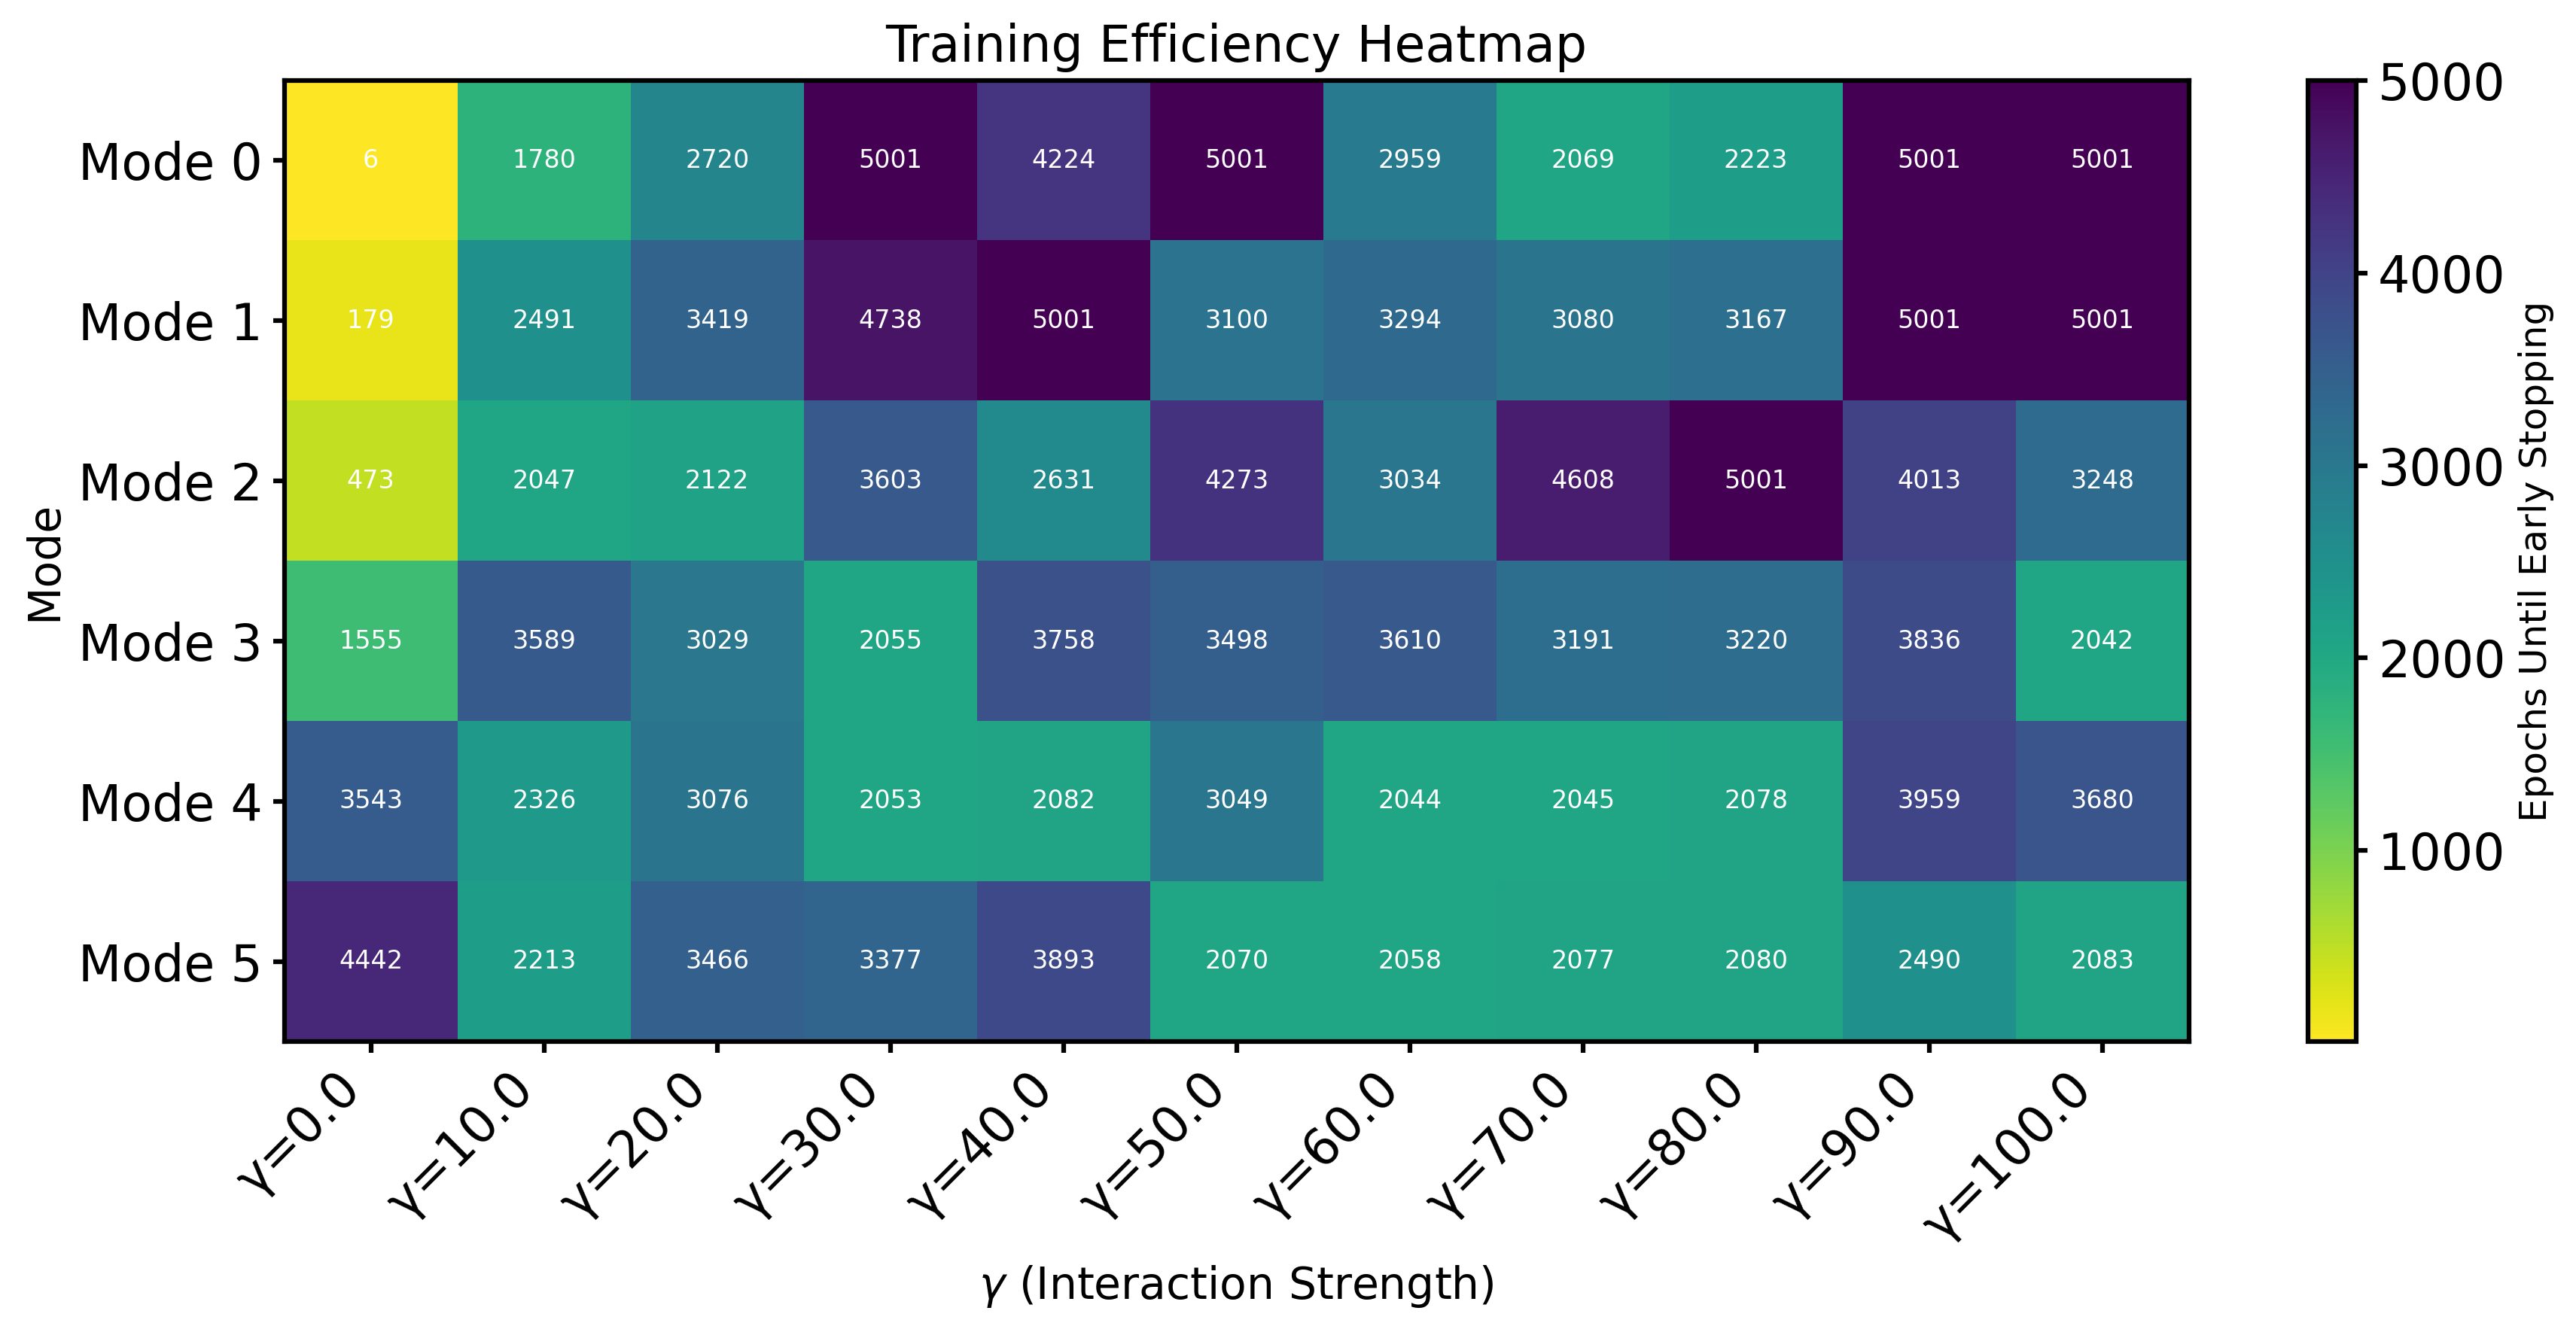 Training Efficiency Heatmap
Mode
Mode 0 6 1780 2720 5001 4224 5001 2959 2069 2223 5001 5001
Mode 1 179 2491 3419 4738 5001 3100 3294 3080 3167 5001 5001
Mode 2 473 2047 2122 3603 2631 4273 3034 4608 5001 4013 3248
Mode 3 1555 3589 3029 2055 3758 3498 3610 3191 3220 3836 2042
Mode 4 3543 2326 3076 2053 2082 3049 2044 2045 2078 3959 3680
Mode 5 4442 2213 3466 3377 3893 2070 2058 2077 2080 2490 2083
γ=0.0 γ=10.0 γ=20.0 γ=30.0 γ=40.0 γ=50.0 γ=60.0 γ=70.0 γ=80.0 γ=90.0 γ=100.0
γ (Interaction Strength)
5000
4000
3000
2000
1000
Epochs Until Early Stopping